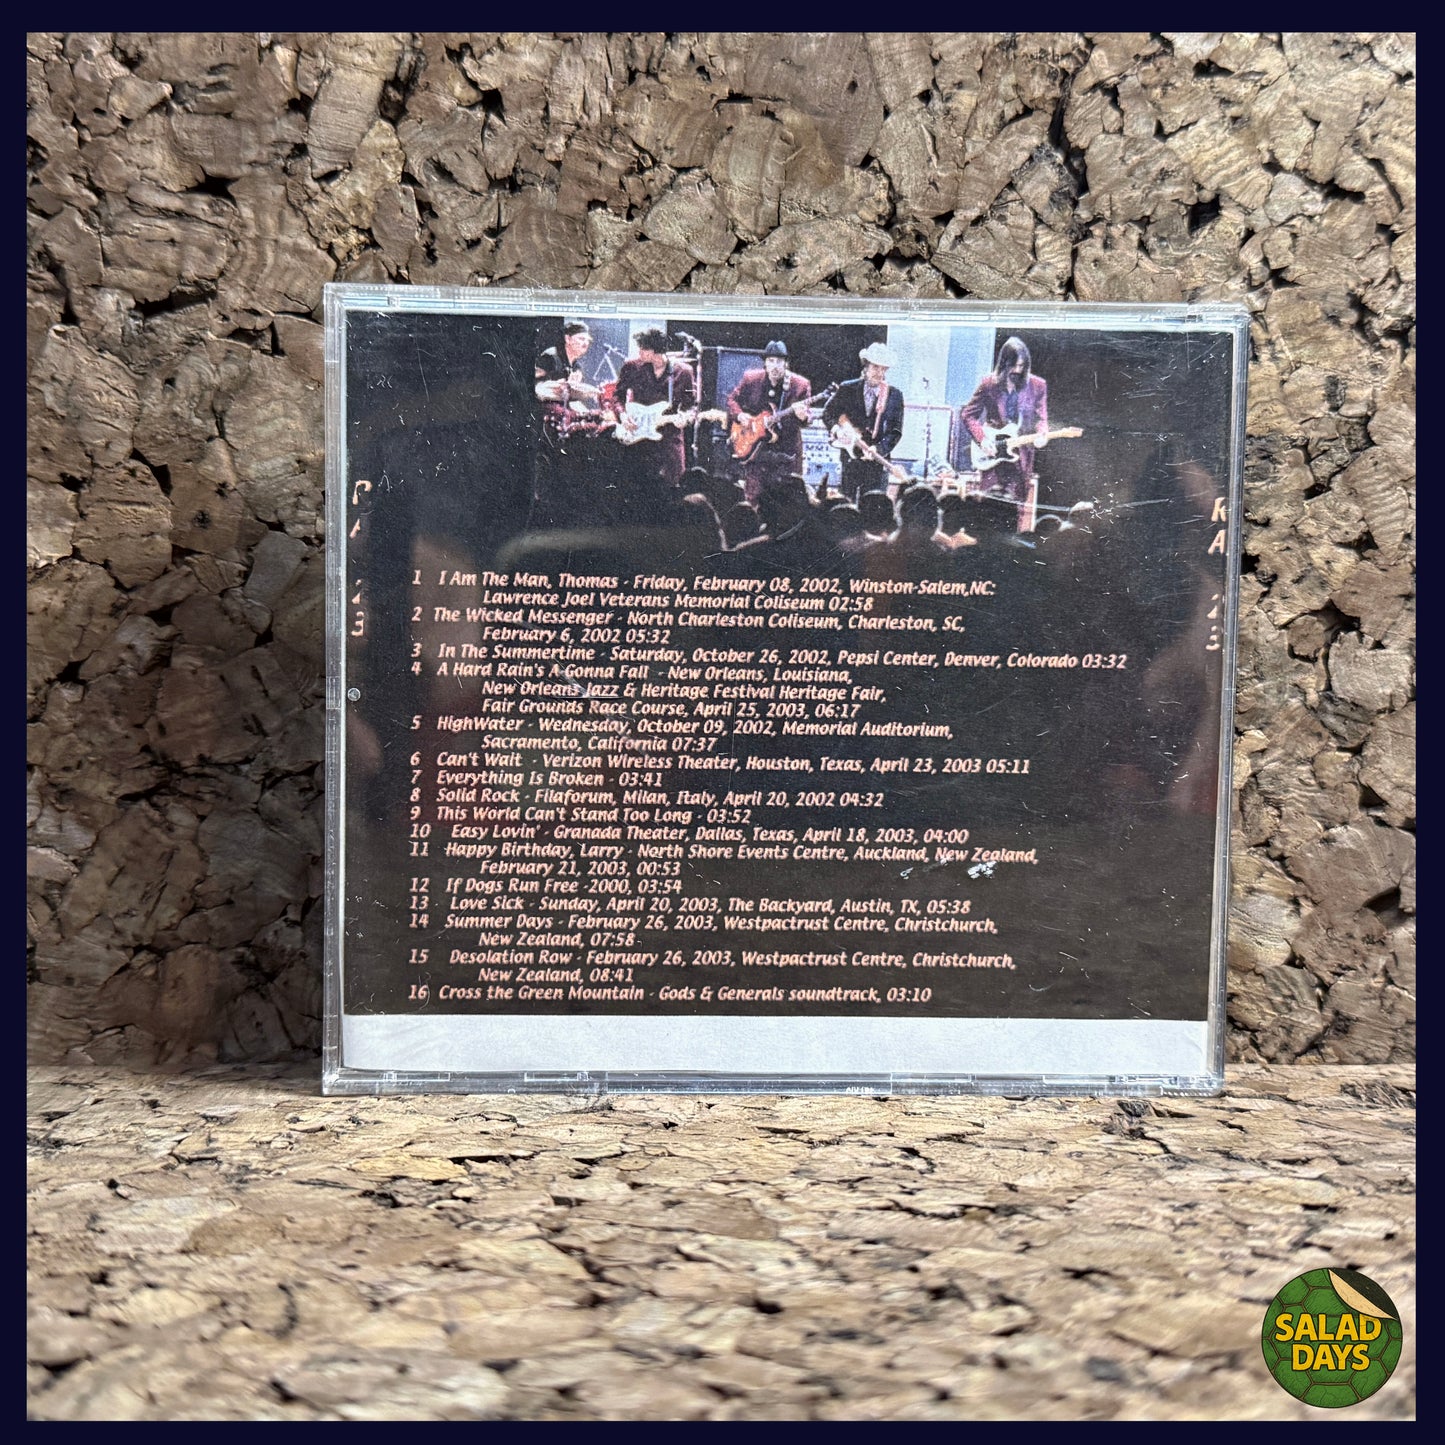 1 I Am The Man, Thomas - Friday, February 08, 2002, Winston-Salem,NC:
Lawrence Joel Veterans Memorial Coliseum 02:58
2 The Wicked Messenger - North Charleston Coliseum, Charleston, SC,
February 6, 2002 05:32
3 In The Summertime - Saturday, October 26, 2002, Pepsi Center, Denver, Colorado 03:32
4 A Hard Rain's A-Gonna Fall - New Orleans, Louisiana,
New Orleans Jazz & Heritage Festival Heritage Fair,
Fair Grounds Race Course, April 25, 2003, 06:17
5 HighWater - Wednesday, October 09, 2002, Memorial Auditorium,
Sacramento, California 07:37
6 Can't Wait - Verizon Wireless Theater, Houston, Texas, April 23, 2003 05:11
7 Everything Is Broken - 03:41
8 Solid Rock - Filaforum, Milan, Italy, April 20, 2002 04:32
9 This World Can't Stand Too Long - 03:52
10 Easy Lovin' - Granada Theater, Dallas, Texas, April 18, 2003, 04:00
11 Happy Birthday, Larry - North Shore Events Centre, Auckland, New Zealand,
February 21, 2003, 00:53
12 If Dogs Run Free -2000, 03:54
13 Love Sick - Sunday, April 20, 2003, The Backyard, Austin, TX, 05:38
14 Summer Days - February 26, 2003, Westpactrust Centre, Christchurch,
New Zealand, 07:58
15 Desolation Row - February 26, 2003, Westpactrust Centre, Christchurch,
New Zealand, 08:41
16 Cross the Green Mountain - Gods & Generals soundtrack, 03:10
SALAD
DAYS